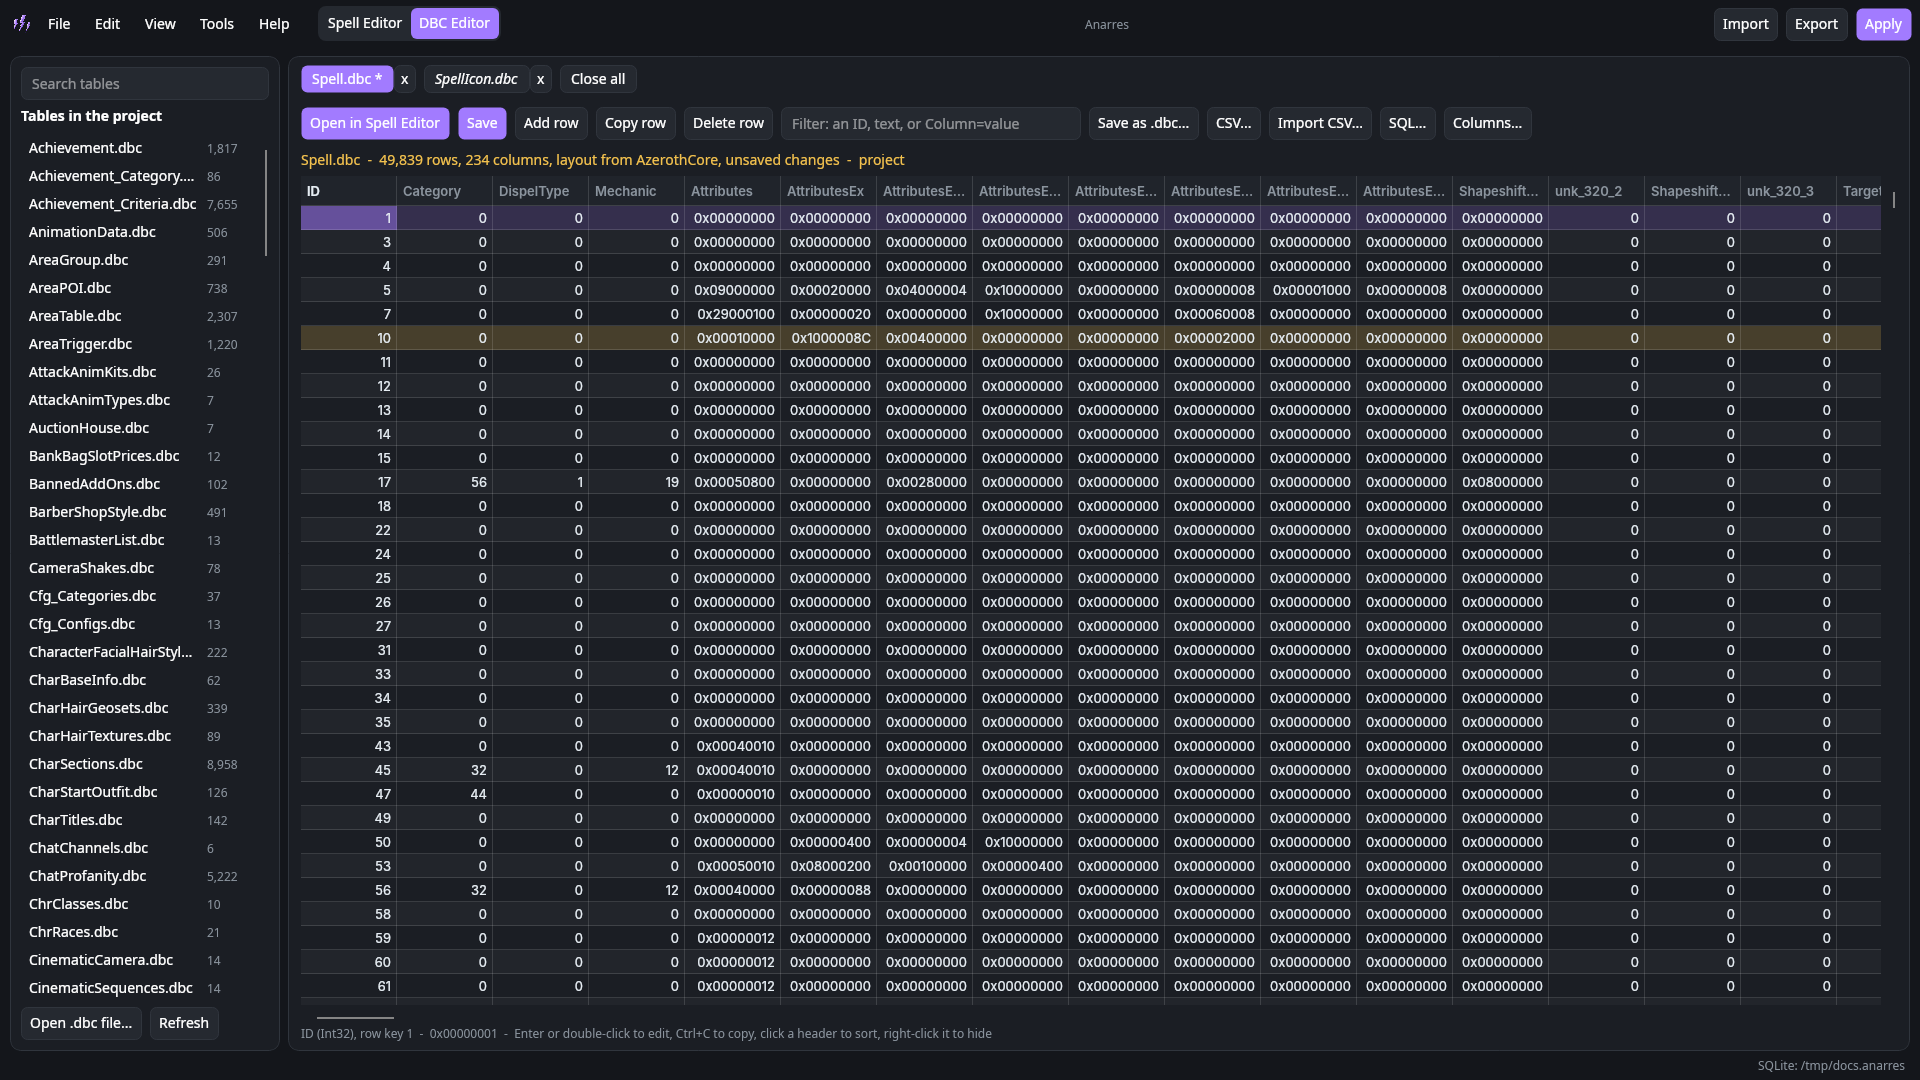 File Edit View Tools Help Spell Editor DBC Editor Anarres Import Export Apply
Search tables
Tables in the project
Achievement.dbc 1,817
Achievement_Category.... 86
Achievement_Criteria.dbc 7,655
AnimationData.dbc 506
AreaGroup.dbc 291
AreaPOI.dbc 738
AreaTable.dbc 2,307
AreaTrigger.dbc 1,220
AttackAnimKits.dbc 26
AttackAnimTypes.dbc 7
AuctionHouse.dbc 7
BankBagSlotPrices.dbc 12
BannedAddOns.dbc 102
BarberShopStyle.dbc 491
BattlemasterList.dbc 13
CameraShakes.dbc 78
Cfg_Categories.dbc 37
Cfg_Configs.dbc 13
CharacterFacialHairStyl... 222
CharBaseInfo.dbc 62
CharHairGeosets.dbc 339
CharHairTextures.dbc 89
CharSections.dbc 8,958
CharStartOutfit.dbc 126
CharTitles.dbc 142
ChatChannels.dbc 6
ChatProfanity.dbc 5,222
ChrClasses.dbc 10
ChrRaces.dbc 21
CinematicCamera.dbc 14
CinematicSequences.dbc 14
Open .dbc file... Refresh
Spell.dbc * x SpellIcon.dbc x Close all
Open in Spell Editor Save Add row Copy row Delete row Filter: an ID, text, or Column=value Save as .dbc... CSV... Import CSV... SQL... Columns...
Spell.dbc - 49,839 rows, 234 columns, layout from AzerothCore, unsaved changes - project
ID Category DispelType Mechanic Attributes AttributesEx AttributesE... AttributesE... AttributesE... AttributesE... AttributesE... AttributesE... Shapeshift... unk_320_2 Shapeshift... unk_320_3 Target
1 0 0 0 0x00000000 0x00000000 0x00000000 0x00000000 0x00000000 0x00000000 0x00000000 0x00000000 0x00000000 0 0 0
3 0 0 0 0x00000000 0x00000000 0x00000000 0x00000000 0x00000000 0x00000000 0x00000000 0x00000000 0x00000000 0 0 0
4 0 0 0 0x00000000 0x00000000 0x00000000 0x00000000 0x00000000 0x00000000 0x00000000 0x00000000 0x00000000 0 0 0
5 0 0 0 0x09000000 0x00020000 0x04000004 0x10000000 0x00000000 0x00000008 0x00001000 0x00000008 0x00000000 0 0 0
7 0 0 0 0x29000100 0x00000020 0x00000000 0x10000000 0x00000000 0x00060008 0x00000000 0x00000000 0x00000000 0 0 0
10 0 0 0 0x00010000 0x1000008C 0x00400000 0x00000000 0x00000000 0x00002000 0x00000000 0x00000000 0x00000000 0 0 0
11 0 0 0 0x00000000 0x00000000 0x00000000 0x00000000 0x00000000 0x00000000 0x00000000 0x00000000 0x00000000 0 0 0
12 0 0 0 0x00000000 0x00000000 0x00000000 0x00000000 0x00000000 0x00000000 0x00000000 0x00000000 0x00000000 0 0 0
13 0 0 0 0x00000000 0x00000000 0x00000000 0x00000000 0x00000000 0x00000000 0x00000000 0x00000000 0x00000000 0 0 0
14 0 0 0 0x00000000 0x00000000 0x00000000 0x00000000 0x00000000 0x00000000 0x00000000 0x00000000 0x00000000 0 0 0
15 0 0 0 0x00000000 0x00000000 0x00000000 0x00000000 0x00000000 0x00000000 0x00000000 0x00000000 0x00000000 0 0 0
17 56 1 19 0x00050800 0x00000000 0x00280000 0x00000000 0x00000000 0x00000000 0x00000000 0x00000000 0x08000000 0 0 0
18 0 0 0 0x00000000 0x00000000 0x00000000 0x00000000 0x00000000 0x00000000 0x00000000 0x00000000 0x00000000 0 0 0
22 0 0 0 0x00000000 0x00000000 0x00000000 0x00000000 0x00000000 0x00000000 0x00000000 0x00000000 0x00000000 0 0 0
24 0 0 0 0x00000000 0x00000000 0x00000000 0x00000000 0x00000000 0x00000000 0x00000000 0x00000000 0x00000000 0 0 0
25 0 0 0 0x00000000 0x00000000 0x00000000 0x00000000 0x00000000 0x00000000 0x00000000 0x00000000 0x00000000 0 0 0
26 0 0 0 0x00000000 0x00000000 0x00000000 0x00000000 0x00000000 0x00000000 0x00000000 0x00000000 0x00000000 0 0 0
27 0 0 0 0x00000000 0x00000000 0x00000000 0x00000000 0x00000000 0x00000000 0x00000000 0x00000000 0x00000000 0 0 0
31 0 0 0 0x00000000 0x00000000 0x00000000 0x00000000 0x00000000 0x00000000 0x00000000 0x00000000 0x00000000 0 0 0
33 0 0 0 0x00000000 0x00000000 0x00000000 0x00000000 0x00000000 0x00000000 0x00000000 0x00000000 0x00000000 0 0 0
34 0 0 0 0x00000000 0x00000000 0x00000000 0x00000000 0x00000000 0x00000000 0x00000000 0x00000000 0x00000000 0 0 0
35 0 0 0 0x00000000 0x00000000 0x00000000 0x00000000 0x00000000 0x00000000 0x00000000 0x00000000 0x00000000 0 0 0
43 0 0 0 0x00040010 0x00000000 0x00000000 0x00000000 0x00000000 0x00000000 0x00000000 0x00000000 0x00000000 0 0 0
45 32 0 12 0x00040010 0x00000000 0x00000000 0x00000000 0x00000000 0x00000000 0x00000000 0x00000000 0x00000000 0 0 0
47 44 0 0 0x00000010 0x00000000 0x00000000 0x00000000 0x00000000 0x00000000 0x00000000 0x00000000 0x00000000 0 0 0
49 0 0 0 0x00000000 0x00000000 0x00000000 0x00000000 0x00000000 0x00000000 0x00000000 0x00000000 0x00000000 0 0 0
50 0 0 0 0x00000000 0x00000400 0x00000004 0x10000000 0x00000000 0x00000000 0x00000000 0x00000000 0x00000000 0 0 0
53 0 0 0 0x00050010 0x08000200 0x00100000 0x00000400 0x00000000 0x00000000 0x00000000 0x00000000 0x00000000 0 0 0
56 32 0 12 0x00040000 0x00000088 0x00000000 0x00000000 0x00000000 0x00000000 0x00000000 0x00000000 0x00000000 0 0 0
58 0 0 0 0x00000000 0x00000000 0x00000000 0x00000000 0x00000000 0x00000000 0x00000000 0x00000000 0x00000000 0 0 0
59 0 0 0 0x00000012 0x00000000 0x00000000 0x00000000 0x00000000 0x00000000 0x00000000 0x00000000 0x00000000 0 0 0
60 0 0 0 0x00000012 0x00000000 0x00000000 0x00000000 0x00000000 0x00000000 0x00000000 0x00000000 0x00000000 0 0 0
61 0 0 0 0x00000012 0x00000000 0x00000000 0x00000000 0x00000000 0x00000000 0x00000000 0x00000000 0x00000000 0 0 0
ID (Int32), row key 1 - 0x00000001 - Enter or double-click to edit, Ctrl+C to copy, click a header to sort, right-click it to hide
SQLite: /tmp/docs.anarres